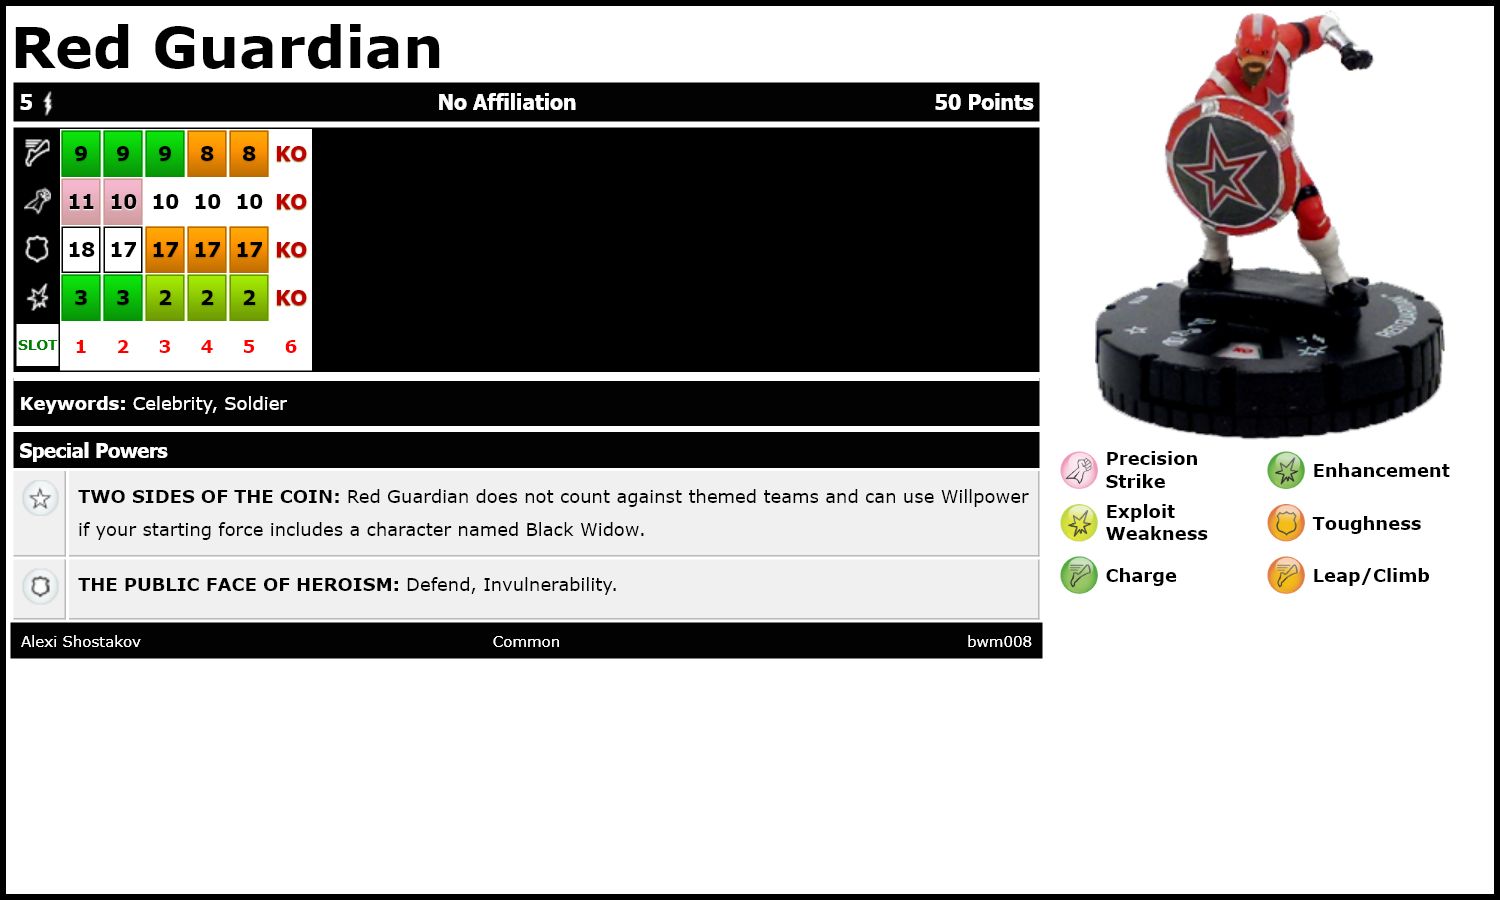 Red Guardian
5 No Affiliation 50 Points
9 9 9 8 8 KO
11 10 10 10 10 KO
18 17 17 17 17 KO
3 3 2 2 2 KO
SLOT 1 2 3 4 5 6
Keywords: Celebrity, Soldier
Special Powers
TWO SIDES OF THE COIN: Red Guardian does not count against themed teams and can use Willpower
if your starting force includes a character named Black Widow.
THE PUBLIC FACE OF HEROISM: Defend, Invulnerability.
Alexi Shostakov Common bwm008
RED GUARDIAN
KO
Precision
Strike
Enhancement
Exploit
Weakness
Toughness
Charge
Leap/Climb